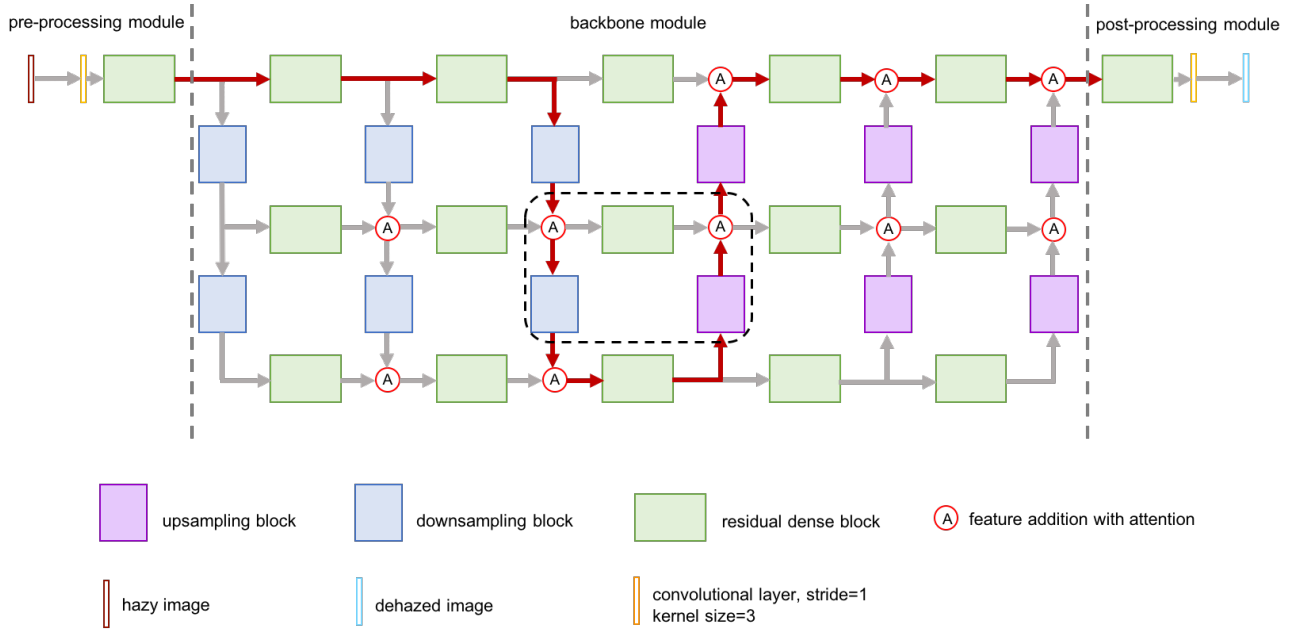 pre-processing module
backbone module
post-processing module
A
A
A
A
A
A
A
A
A
A
upsampling block
downsampling block
residual dense block
A
feature addition with attention
hazy image
dehazed image
convolutional layer, stride=1
kernel size=3